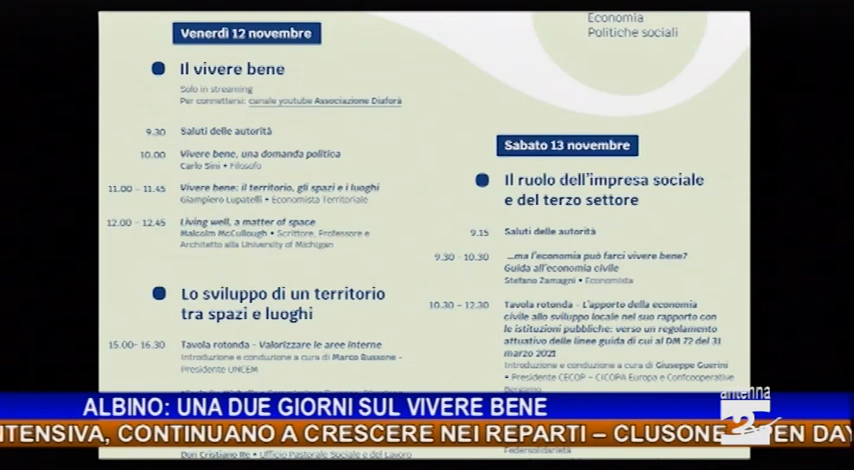 Economia
Politiche sociali
Venerdì 12 novembre
Il vivere bene
Solo in streaming
Per connettersi: canale youtube Associazione Diaforà
9.30 Saluti delle autorità
10.00 Vivere bene, una domanda politica
Carlo Sini • Filosofo
11.00 – 11.45 Vivere bene: il territorio, gli spazi e i luoghi
Giampiero Lupatelli • Economista Territoriale
12.00 – 12.45 Living well, a matter of space
Malcolm McCullough • Scrittore, Professore e
Architetto alla University of Michigan
Lo sviluppo di un territorio
tra spazi e luoghi
15.00- 16.30 Tavola rotonda - Valorizzare le aree interne
Introduzione e conduzione a cura di Marco Bussone -
Presidente UNCEM
Sabato 13 novembre
Il ruolo dell'impresa sociale
e del terzo settore
9.15 Saluti delle autorità
9.30 - 10.30 ...ma l'economia può farci vivere bene?
Guida all'economia civile
Stefano Zamagni • Economista
10.30 – 12.30 Tavola rotonda - L'apporto della economia
civile allo sviluppo locale nel suo rapporto con
le istituzioni pubbliche: verso un regolamento
attuativo delle linee guida di cui al DM 72 del 31
marzo 2021
Introduzione e conduzione a cura di Giuseppe Guerini
• Presidente CECOP – CICOPA Europa e Confcooperative
Bergamo
antenna
2
ALBINO: UNA DUE GIORNI SUL VIVERE BENE
NTENSIVA, CONTINUANO A CRESCERE NEI REPARTI – CLUSONE PEN DAY
Don Cristiano Re • Ufficio Pastorale Sociale e del Lavoro
Federsolidarietà